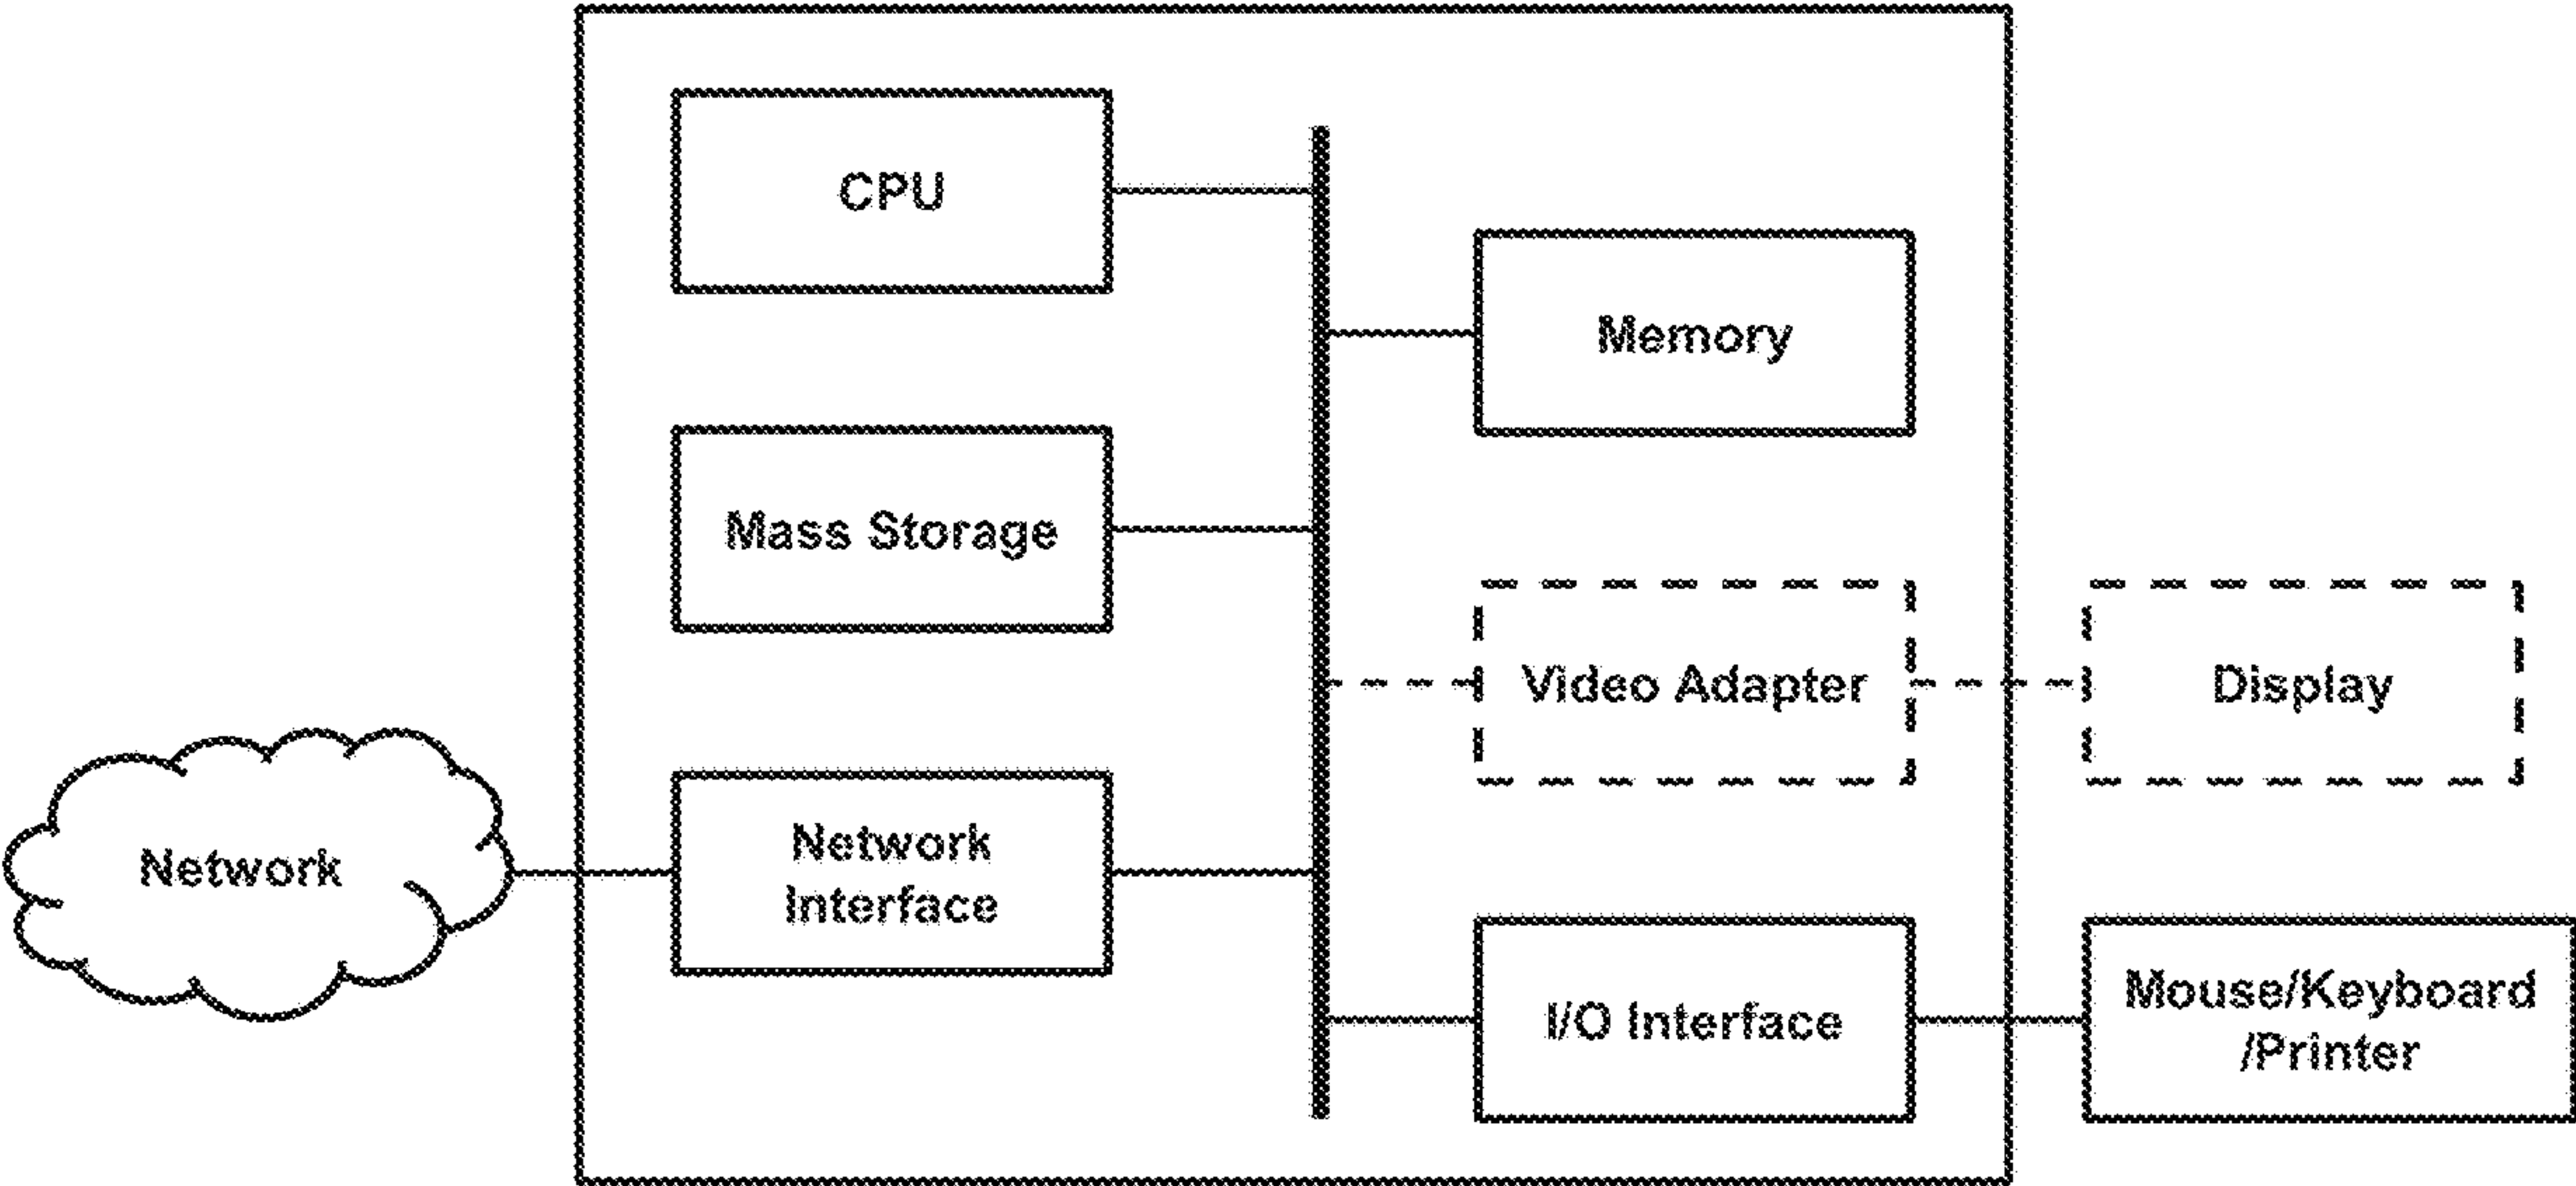 CPU
Memory
Mass Storage
Video Adapter
Display
Network
Network
Interface
I/O Interface
Mouse/Keyboard
/Printer